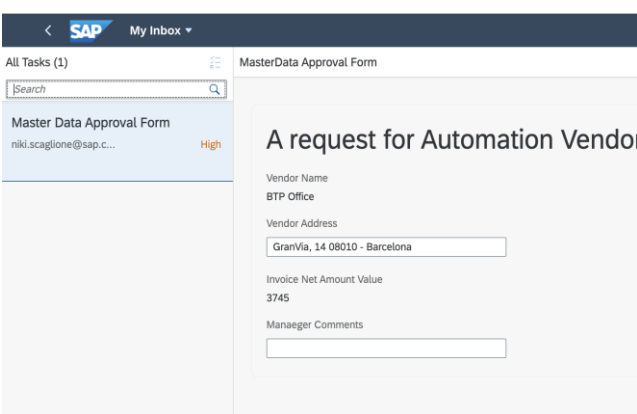 SAP My Inbox
All Tasks (1)
Search
Master Data Approval Form
niki.scaglione@sap.c... High
MasterData Approval Form
A request for Automation Vendor
Vendor Name
BTP Office
Vendor Address
GranVia, 14 08010 - Barcelona
Invoice Net Amount Value
3745
Manaeger Comments